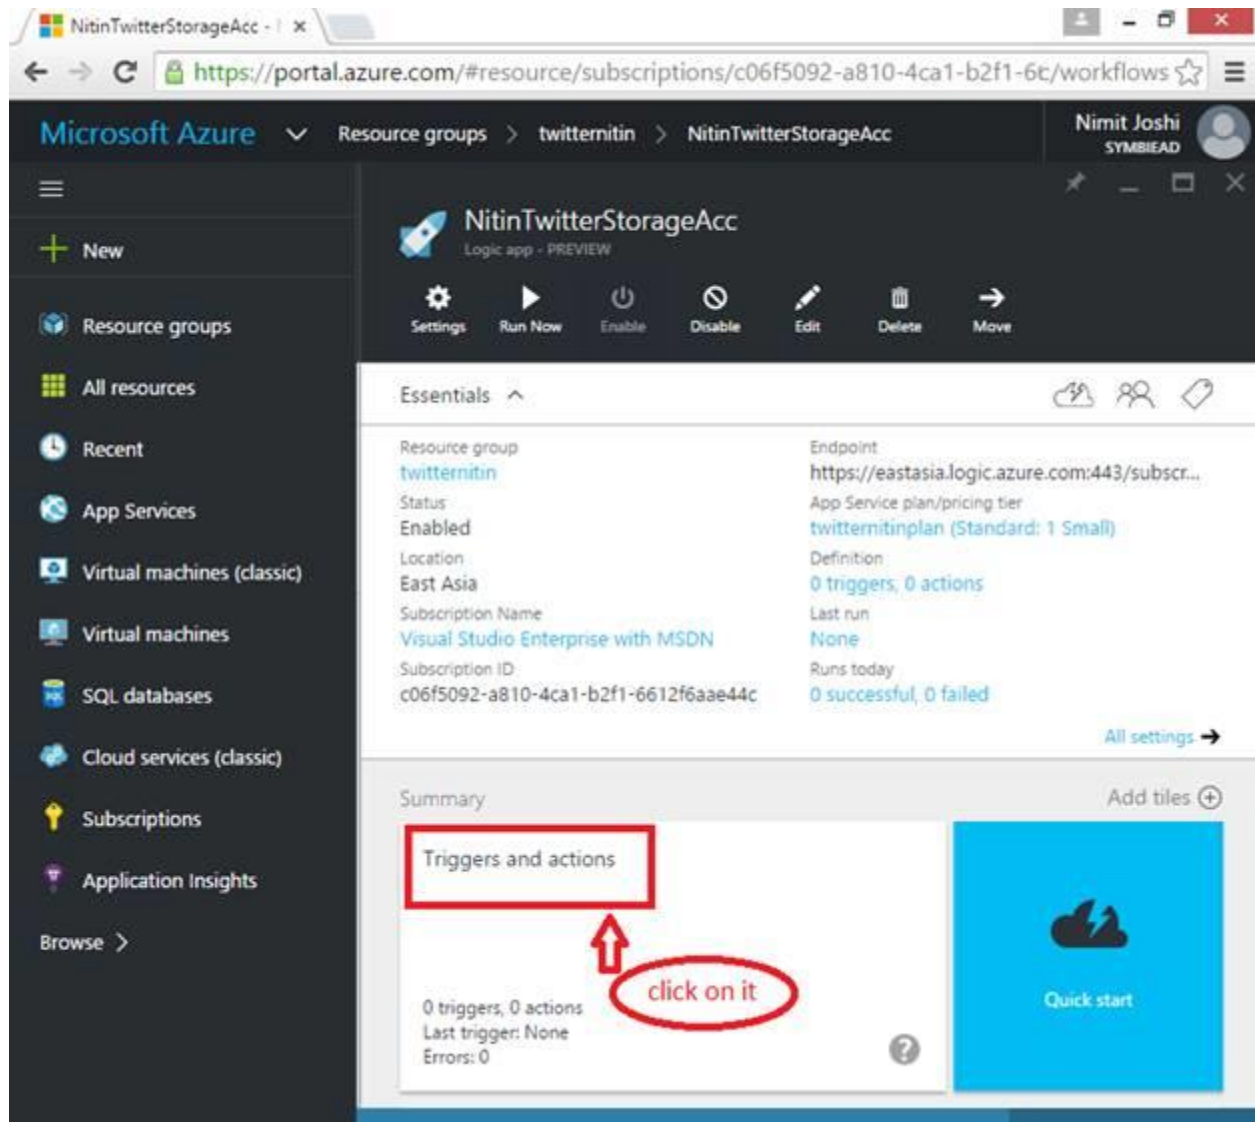 NitinTwitterStorageAcc -
https://portal.azure.com/#resource/subscriptions/c06f5092-a810-4ca1-b2f1-6c/workflows
Microsoft Azure Resource groups > twitternitin > NitinTwitterStorageAcc
Nimit Joshi
SYMBIEAD
New
Resource groups
All resources
Recent
App Services
Virtual machines (classic)
Virtual machines
SQL databases
Cloud services (classic)
Subscriptions
Application Insights
Browse >
NitinTwitterStorageAcc
Logic app - PREVIEW
Settings Run Now Enable Disable Edit Delete Move
Essentials
Resource group
twitternitin
Status
Enabled
Location
East Asia
Subscription Name
Visual Studio Enterprise with MSDN
Subscription ID
c06f5092-a810-4ca1-b2f1-6612f6aae44c
Endpoint
https://eastasia.logic.azure.com:443/subscr...
App Service plan/pricing tier
twitternitinplan (Standard: 1 Small)
Definition
0 triggers, 0 actions
Last run
None
Runs today
0 successful, 0 failed
All settings →
Summary
Add tiles
Triggers and actions
click on it
0 triggers, 0 actions
Last trigger: None
Errors: 0
?
Quick start